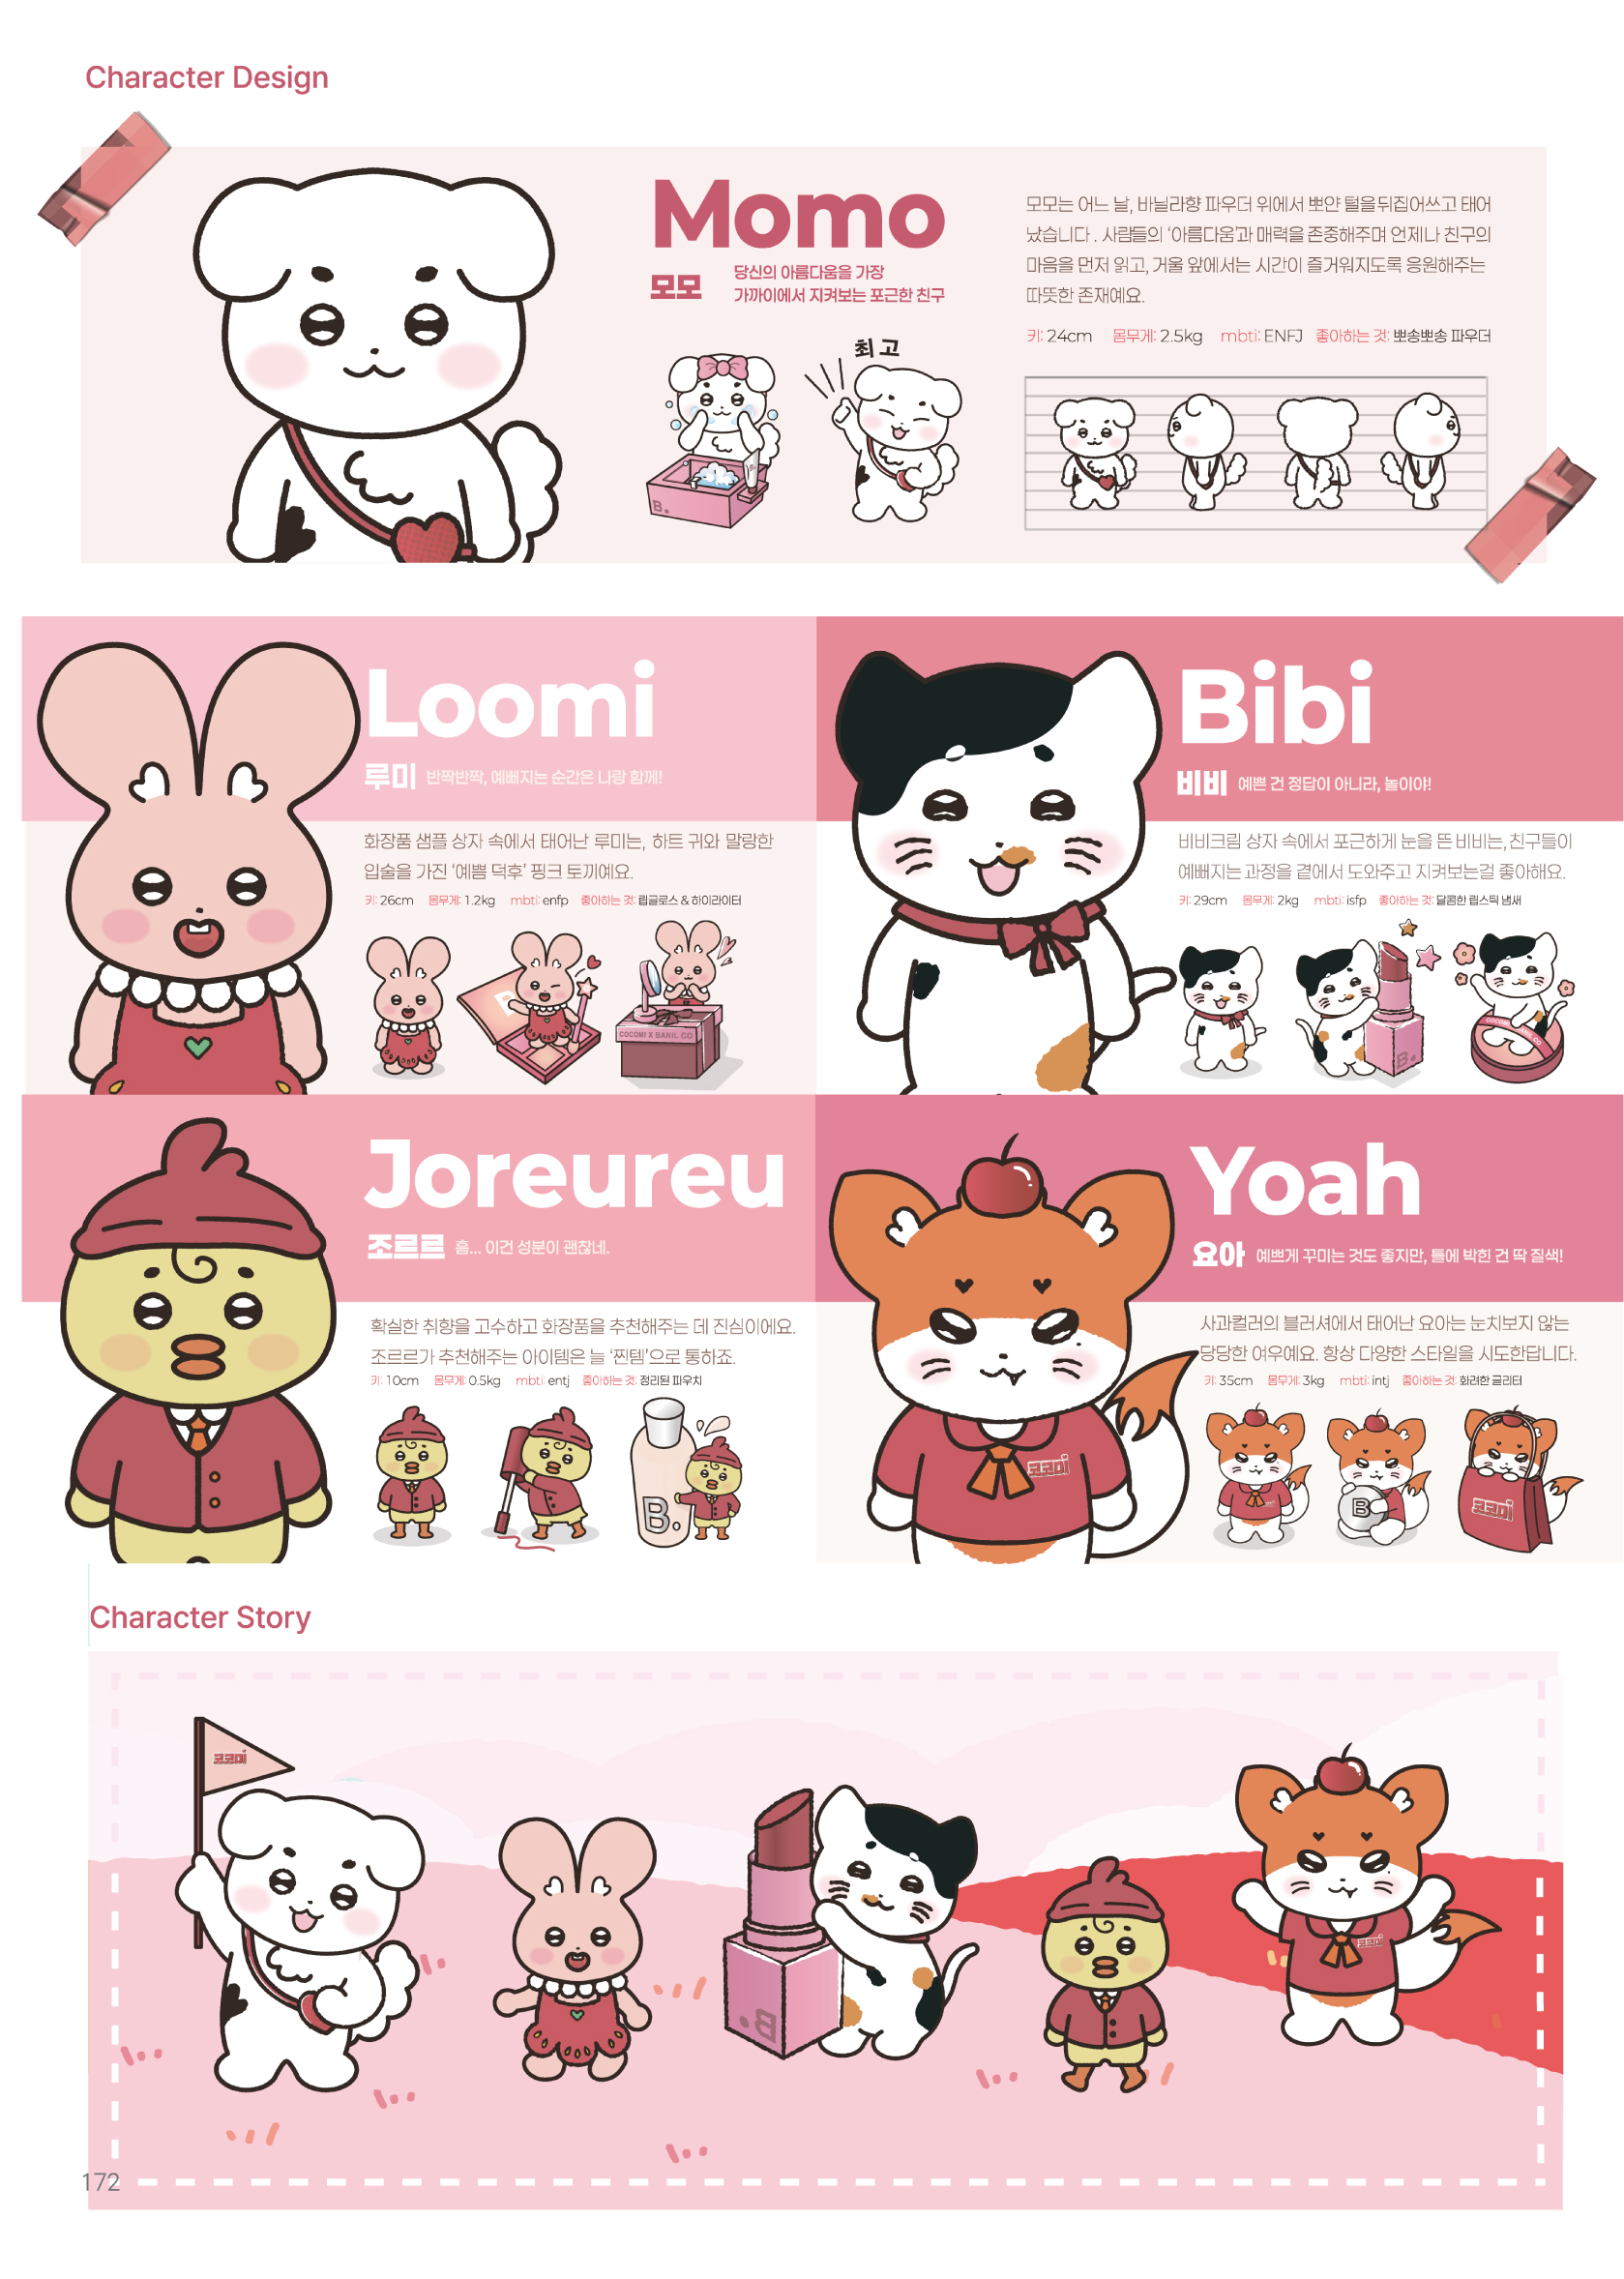 Character Design
Momo
모모
당신의 아름다움을 가장
가까이에서 지켜보는 포근한 친구
모모는 어느 날, 바닐라향 파우더 위에서 뽀얀 털을뒤집어쓰고 태어
났습니다 . 사람들의 ‘아름다움’과 매력을 존중해주며 언제나 친구의
마음을 먼저 읽고, 거울 앞에서는 시간이 즐거워지도록 응원해주는
따뜻한 존재예요.
키: 24cm 몸무게: 2.5kg mbti: ENFJ 좋아하는 것: 뽀송뽀송 파우더
최고
B.
Loomi
루미 반짝반짝, 예뻐지는 순간은 나랑 함께!
화장품 샘플 상자 속에서 태어난 루미는, 하트 귀와 말랑한
입술을 가진 ‘예쁨 덕후’ 핑크 토끼예요.
키: 26cm 몸무게: 1.2kg mbti: enfp 좋아하는 것: 립글로스 & 하이라이터
B
COCOMI X BANIL CO
Bibi
비비 예쁜 건 정답이 아니라, 놀이야!
비비크림 상자 속에서 포근하게 눈을 뜬 비비는, 친구들이
예뻐지는 과정을 곁에서 도와주고 지켜보는걸 좋아해요.
키: 29cm 몸무게: 2kg mbti: isfp 좋아하는 것: 달콤한 립스틱 냄새
B.
Joreureu
조르르 흠... 이건 성분이 괜찮네.
확실한 취향을 고수하고 화장품을 추천해주는 데 진심이에요.
조르르가 추천해주는 아이템은 늘 ‘찐템’으로 통하죠.
키: 10cm 몸무게: 0.5kg mbti: entj 좋아하는 것: 정리된 파우치
B.
Yoah
요아 예쁘게 꾸미는 것도 좋지만, 틀에 박힌 건 딱 질색!
코코미
사과컬러의 블러셔에서 태어난 요아는 눈치보지 않는
당당한 여우예요. 항상 다양한 스타일을 시도한답니다.
키: 35cm 몸무게: 3kg mbti: intj 좋아하는 것: 화려한 글리터
B
코코미
Character Story
코코미
B.
코코미
172